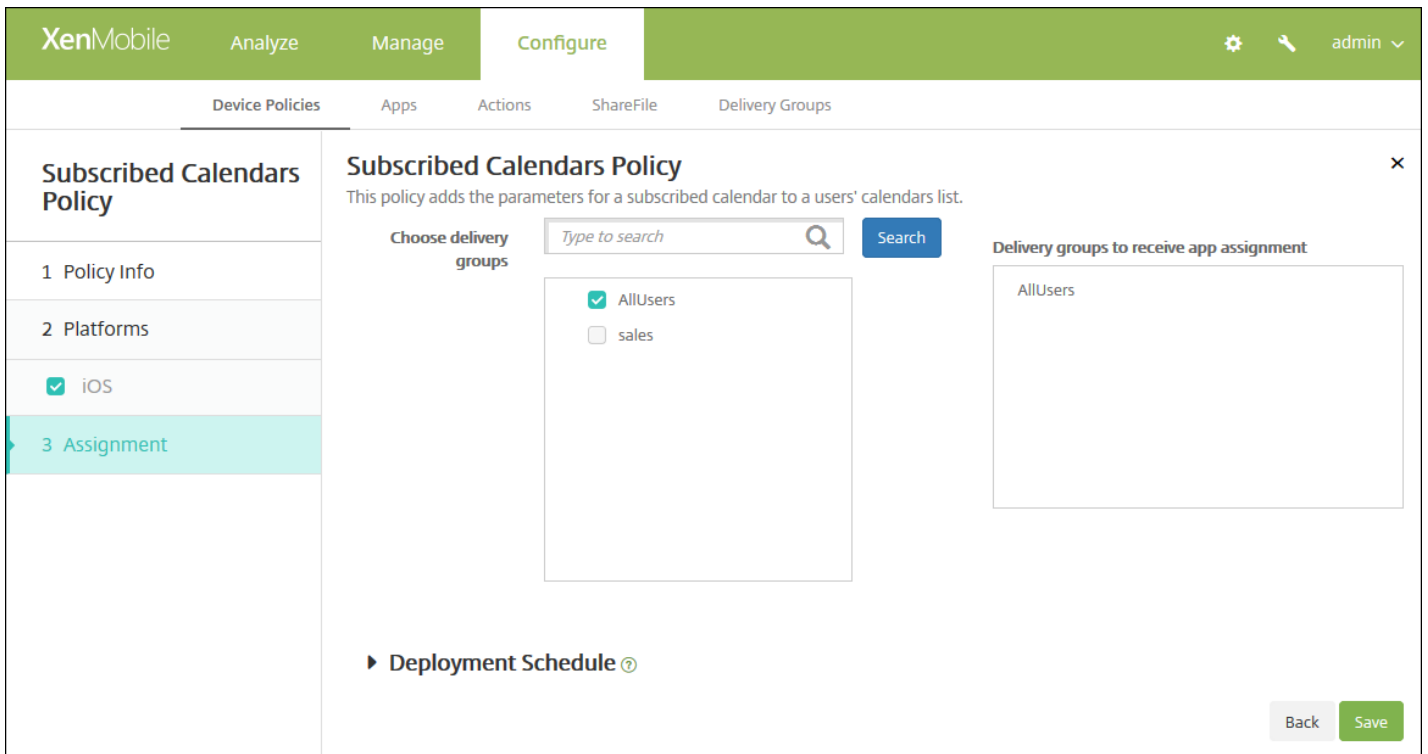 XenMobile Analyze Manage Configure admin
Device Policies Apps Actions ShareFile Delivery Groups
Subscribed Calendars
Policy
1 Policy Info
2 Platforms
iOS
3 Assignment
Subscribed Calendars Policy
This policy adds the parameters for a subscribed calendar to a users' calendars list.
Choose delivery
groups
Type to search
Search
AllUsers
sales
Delivery groups to receive app assignment
AllUsers
Deployment Schedule ?
Back Save